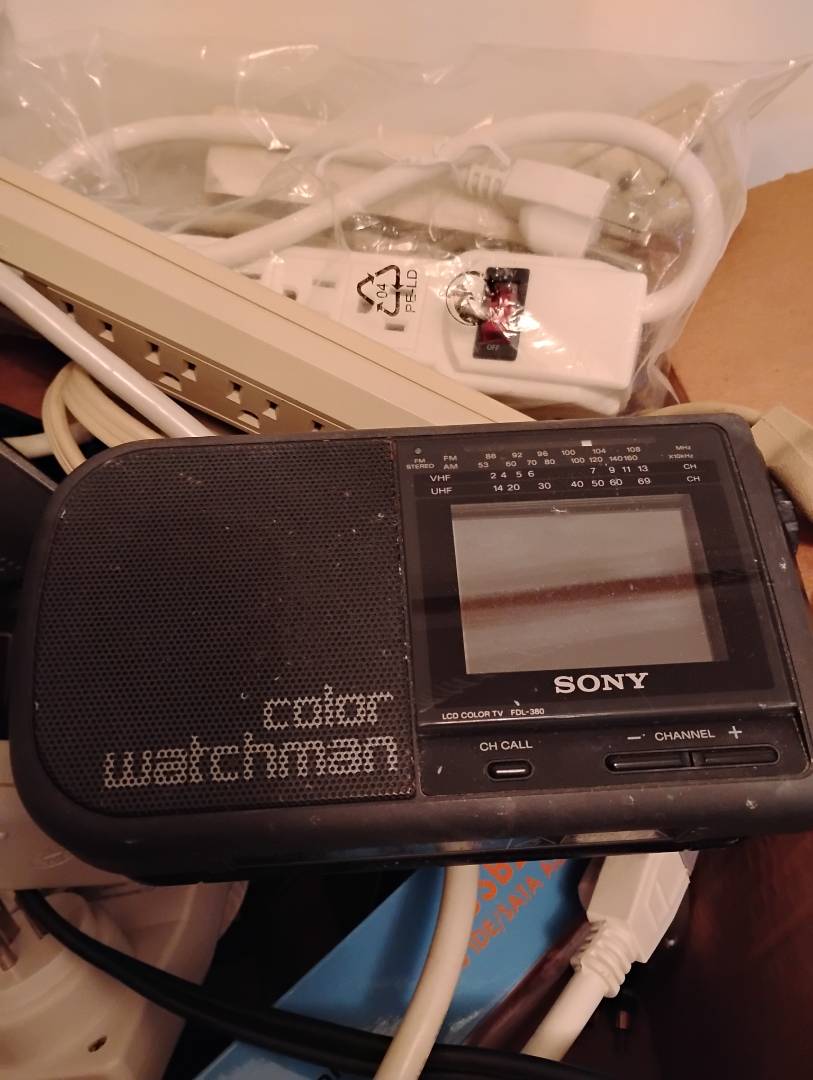 04
PE-LD
OFF
FM STEREO
FM 88 92 96 100 104 108 MHz
AM 53 60 70 80 100 120 140 160 X10kHz
VHF 2 4 5 6 7 9 11 13 CH
UHF 14 20 30 40 50 60 69 CH
SONY
color
watchman
LCD COLOR TV FDL-380
CH CALL
− CHANNEL +
IDE/SATA